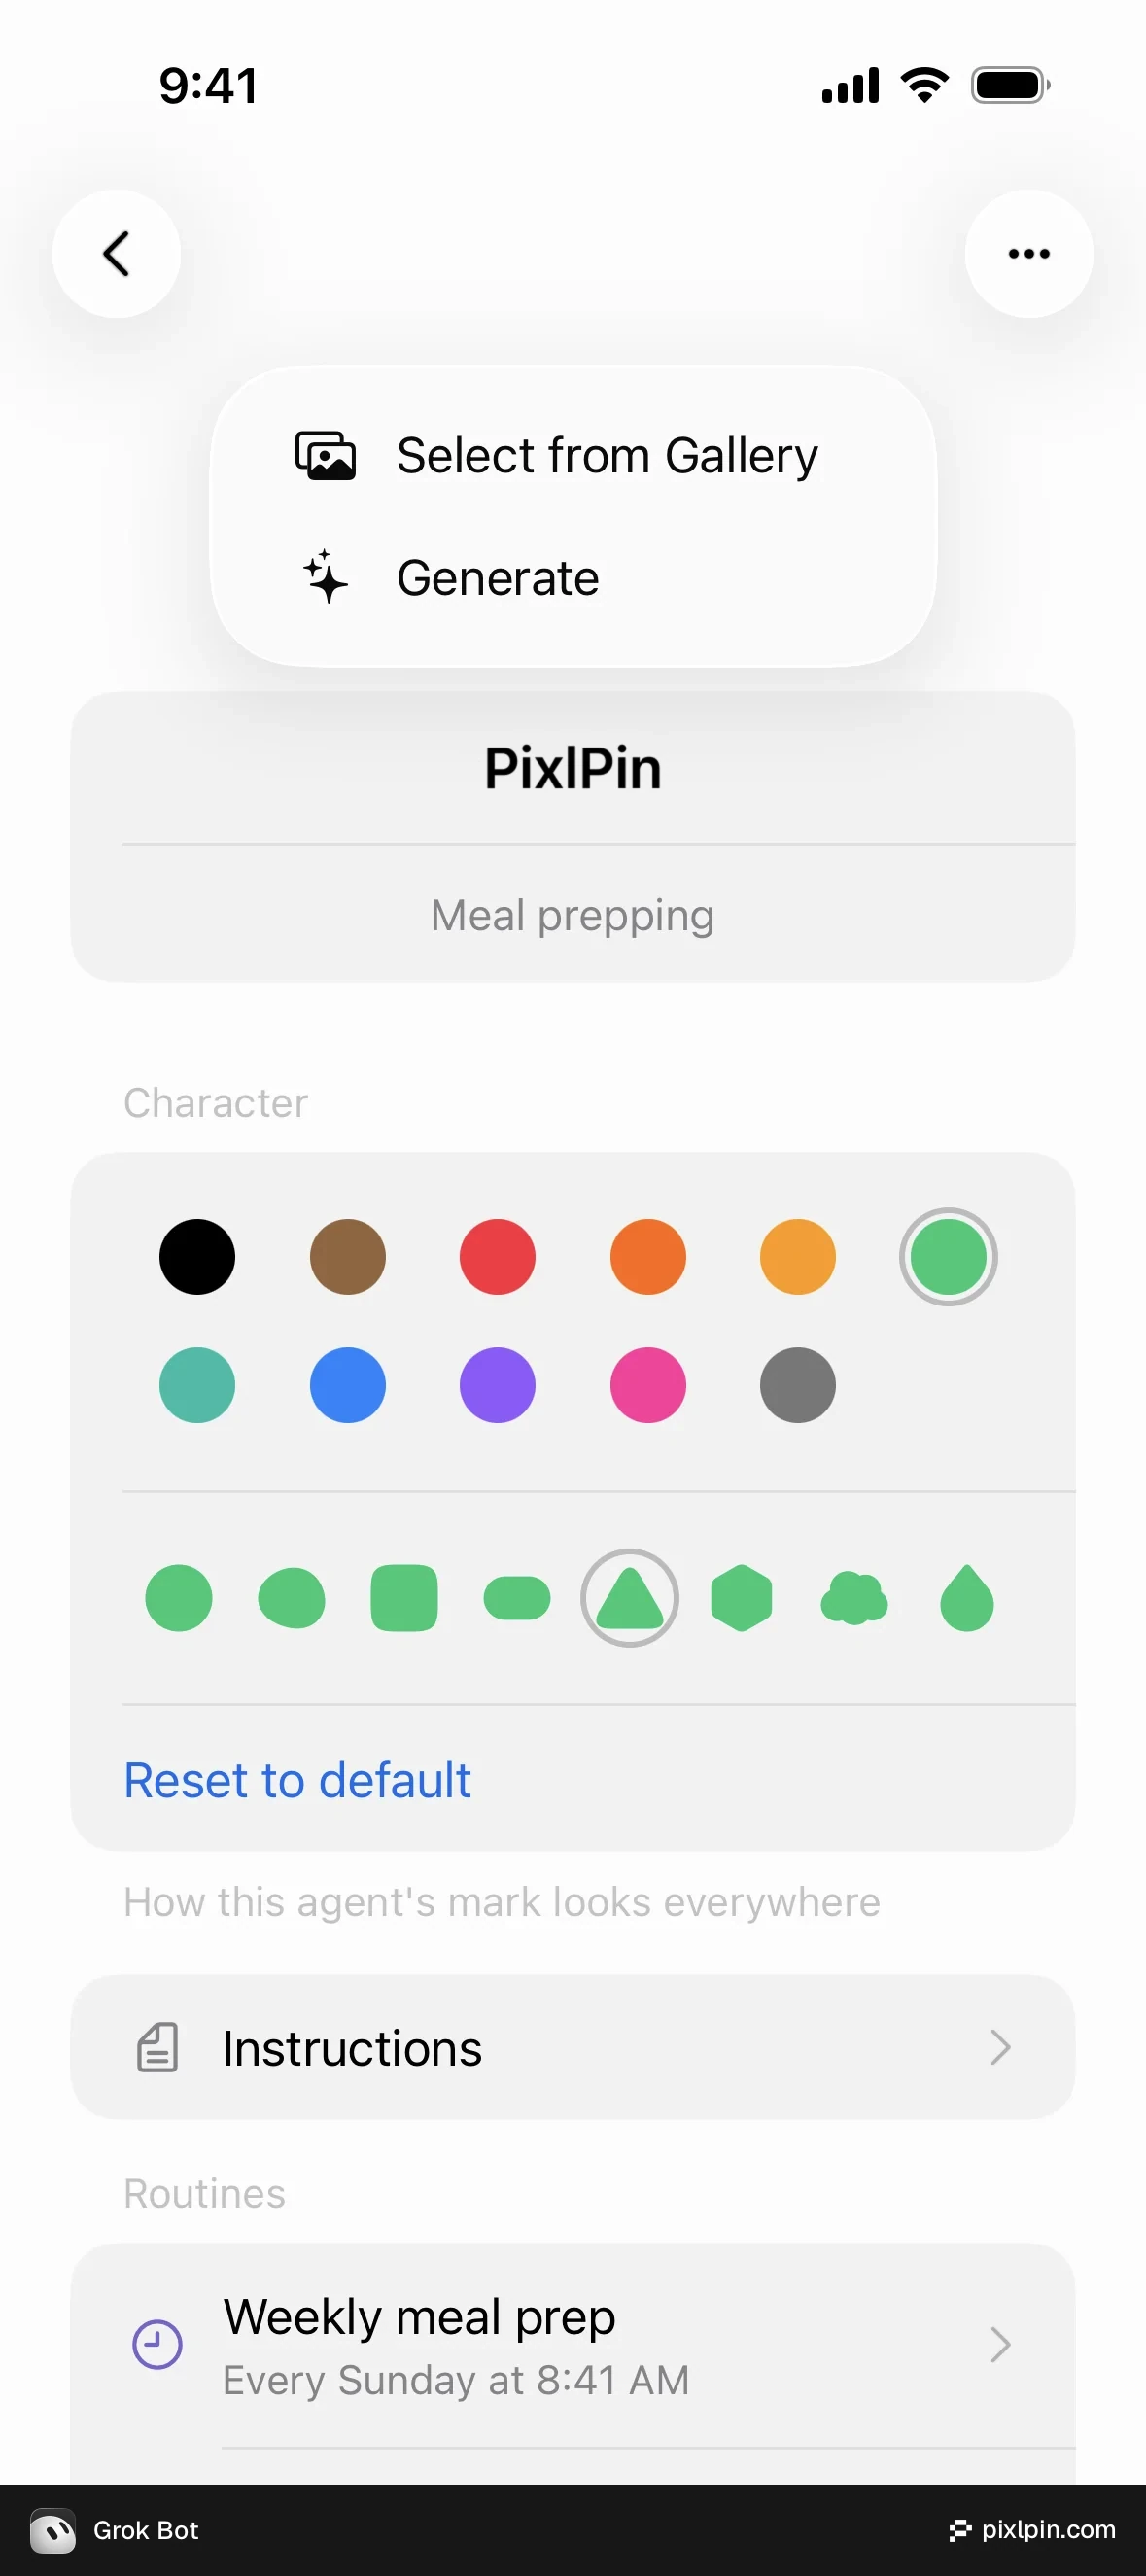 9:41
Select from Gallery
Generate
PixlPin
Meal prepping
Character
Reset to default
How this agent's mark looks everywhere
Instructions
Routines
Weekly meal prep
Every Sunday at 8:41 AM
Grok Bot
pixlpin.com